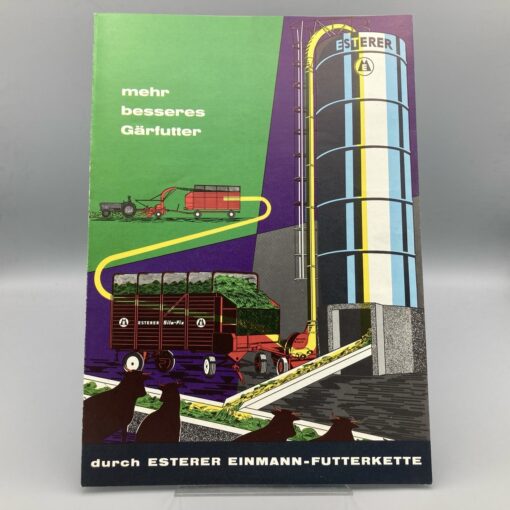 ESTERER
mehr
besseres
Gärfutter
ESTERER Silo-Fix
durch ESTERER EINMANN-FUTTERKETTE